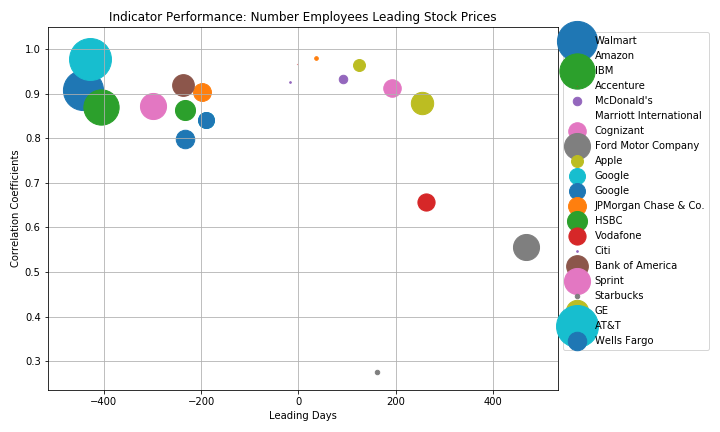 Indicator Performance: Number Employees Leading Stock Prices
1.0
0.9
0.8
0.7
0.6
0.5
0.4
0.3
Correlation Coefficients
−400
−200
0
200
400
Leading Days
Walmart
Amazon
IBM
Accenture
McDonald's
Marriott International
Cognizant
Ford Motor Company
Apple
Google
Google
JPMorgan Chase & Co.
HSBC
Vodafone
Citi
Bank of America
Sprint
Starbucks
GE
AT&T
Wells Fargo